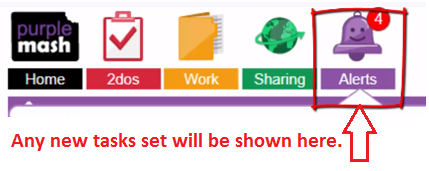 purple
mash
4
Home 2dos Work Sharing Alerts
Any new tasks set will be shown here.